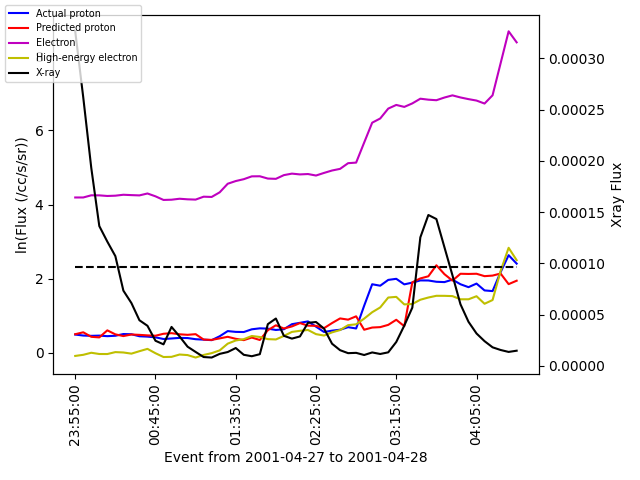 Actual proton
Predicted proton
Electron
High-energy electron
X-ray
ln(Flux (/cc/s/sr))
6
4
2
0
0.00030
0.00025
0.00020
0.00015
0.00010
0.00005
0.00000
Xray Flux
23:55:00
00:45:00
01:35:00
02:25:00
03:15:00
04:05:00
Event from 2001-04-27 to 2001-04-28